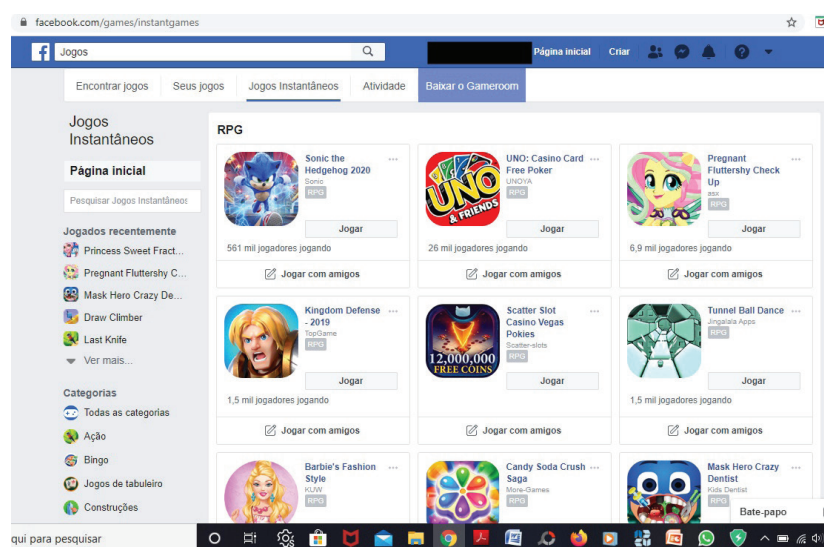 facebook.com/games/instantgames
Jogos
Página inicial
Criar
Encontrar jogos
Seus jogos
Jogos Instantâneos
Atividade
Baixar o Gameroom
Jogos
Instantâneos
Página inicial
Pesquisar Jogos Instantâneos
Jogados recentemente
Princess Sweet Fract...
Pregnant Fluttershy C...
Mask Hero Crazy De...
Draw Climber
Last Knife
Ver mais...
Categorias
Todas as categorias
Ação
Bingo
Jogos de tabuleiro
Construções
RPG
Sonic the
Hedgehog 2020
Sonic
RPG
Jogar
561 mil jogadores jogando
Jogar com amigos
UNO
& FRIENDS
UNO: Casino Card
Free Poker
UNOYA
RPG
Jogar
26 mil jogadores jogando
Jogar com amigos
Pregnant
Fluttershy Check
Up
RPG
Jogar
6,9 mil jogadores jogando
Jogar com amigos
Kingdom Defense
- 2019
TopGame
RPG
Jogar
1,5 mil jogadores jogando
Jogar com amigos
12,000,000
FREE COINS
Scatter Slot
Casino Vegas
Pokies
Scatter-slots
RPG
Jogar
Jogar com amigos
Tunnel Ball Dance
Jingalala Apps
RPG
Jogar
1,5 mil jogadores jogando
Jogar com amigos
Barbie's Fashion
Style
KUW
RPG
Candy Soda Crush
Saga
More-Games
RPG
Mask Hero Crazy
Dentist
Kids Dentist
RPG
Bate-papo
qui para pesquisar